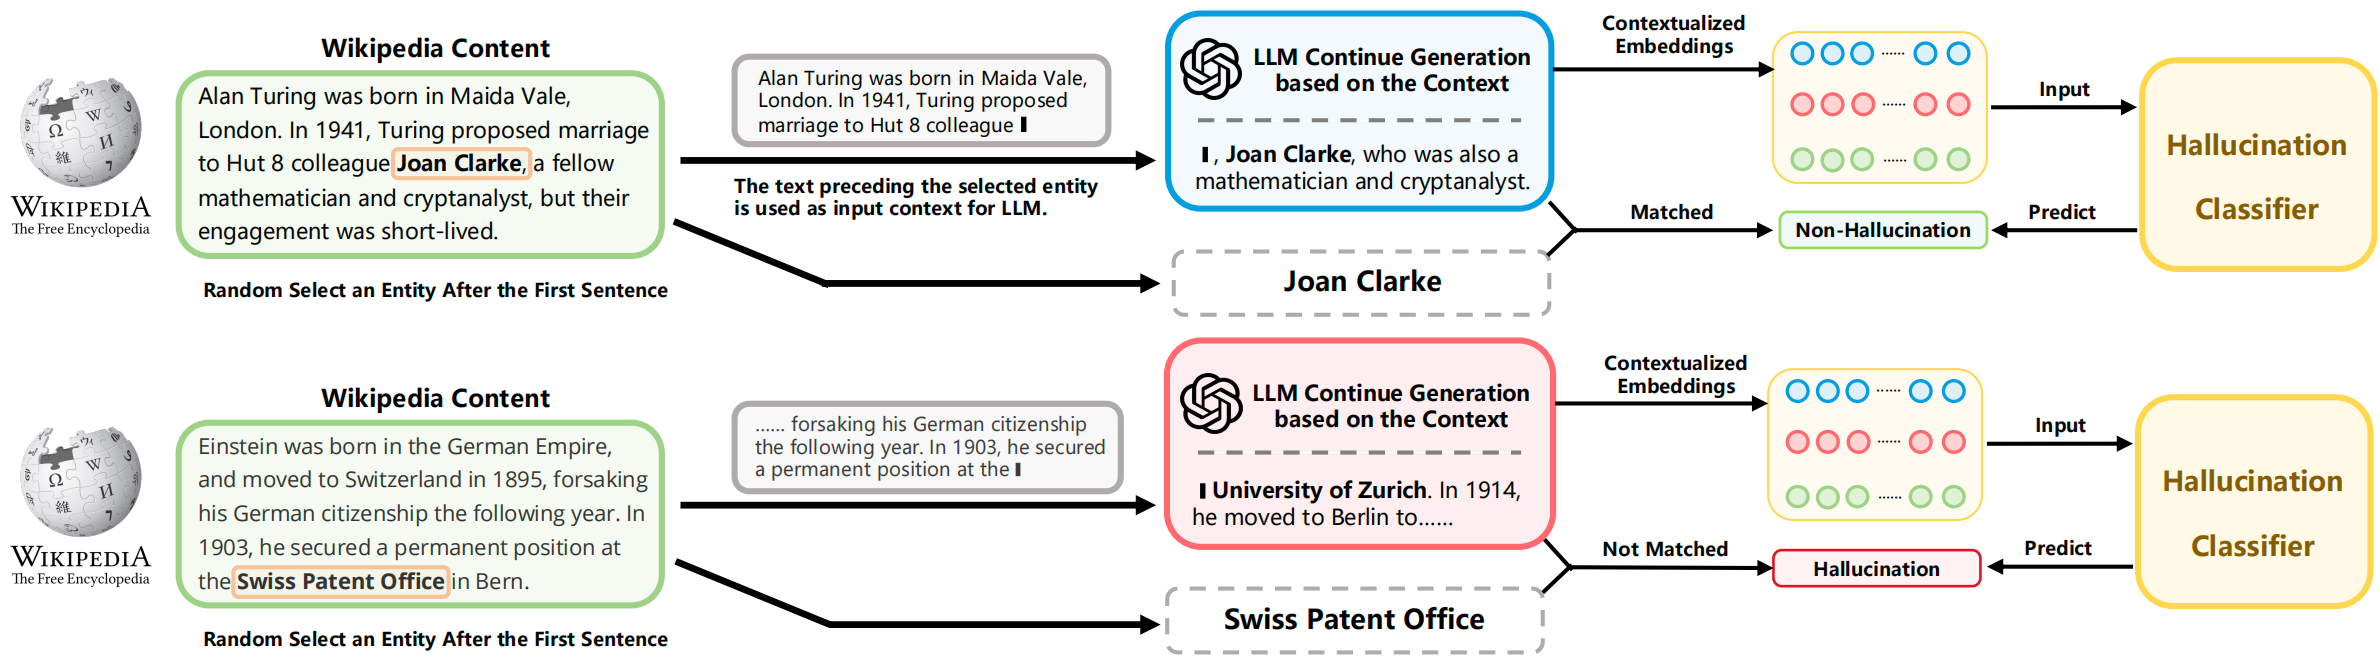 Wikipedia Content
WIKIPEDIA
The Free Encyclopedia
Alan Turing was born in Maida Vale,
London. In 1941, Turing proposed marriage
to Hut 8 colleague Joan Clarke, a fellow
mathematician and cryptanalyst, but their
engagement was short-lived.
Random Select an Entity After the First Sentence
Alan Turing was born in Maida Vale,
London. In 1941, Turing proposed
marriage to Hut 8 colleague
The text preceding the selected entity
is used as input context for LLM.
LLM Continue Generation
based on the Context
, Joan Clarke, who was also a
mathematician and cryptanalyst.
Joan Clarke
Contextualized
Embeddings
......
......
......
Input
Matched
Non-Hallucination
Predict
Hallucination
Classifier
Wikipedia Content
WIKIPEDIA
The Free Encyclopedia
Einstein was born in the German Empire,
and moved to Switzerland in 1895, forsaking
his German citizenship the following year. In
1903, he secured a permanent position at
the Swiss Patent Office in Bern.
Random Select an Entity After the First Sentence
...... forsaking his German citizenship
the following year. In 1903, he secured
a permanent position at the
LLM Continue Generation
based on the Context
University of Zurich. In 1914,
he moved to Berlin to......
Swiss Patent Office
Contextualized
Embeddings
......
......
......
Input
Not Matched
Hallucination
Predict
Hallucination
Classifier